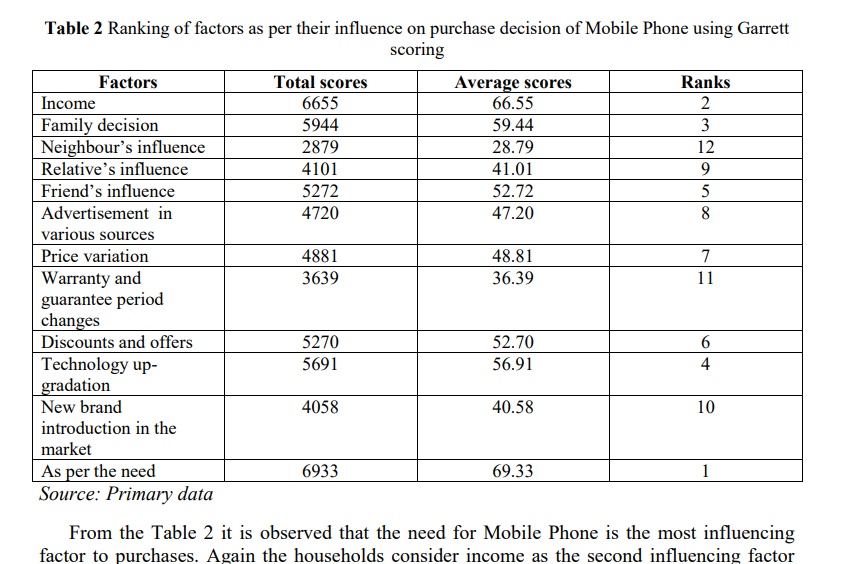 Table 2 Ranking of factors as per their influence on purchase decision of Mobile Phone using Garrett
scoring
Factors Total scores Average scores Ranks
Income 6655 66.55 2
Family decision 5944 59.44 3
Neighbour's influence 2879 28.79 12
Relative's influence 4101 41.01 9
Friend's influence 5272 52.72 5
Advertisement in 4720 47.20 8
various sources
Price variation 4881 48.81 7
Warranty and 3639 36.39 11
guarantee period
changes
Discounts and offers 5270 52.70 6
Technology up- 5691 56.91 4
gradation
New brand 4058 40.58 10
introduction in the
market
As per the need 6933 69.33 1
Source: Primary data
From the Table 2 it is observed that the need for Mobile Phone is the most influencing
factor to purchases. Again the households consider income as the second influencing factor